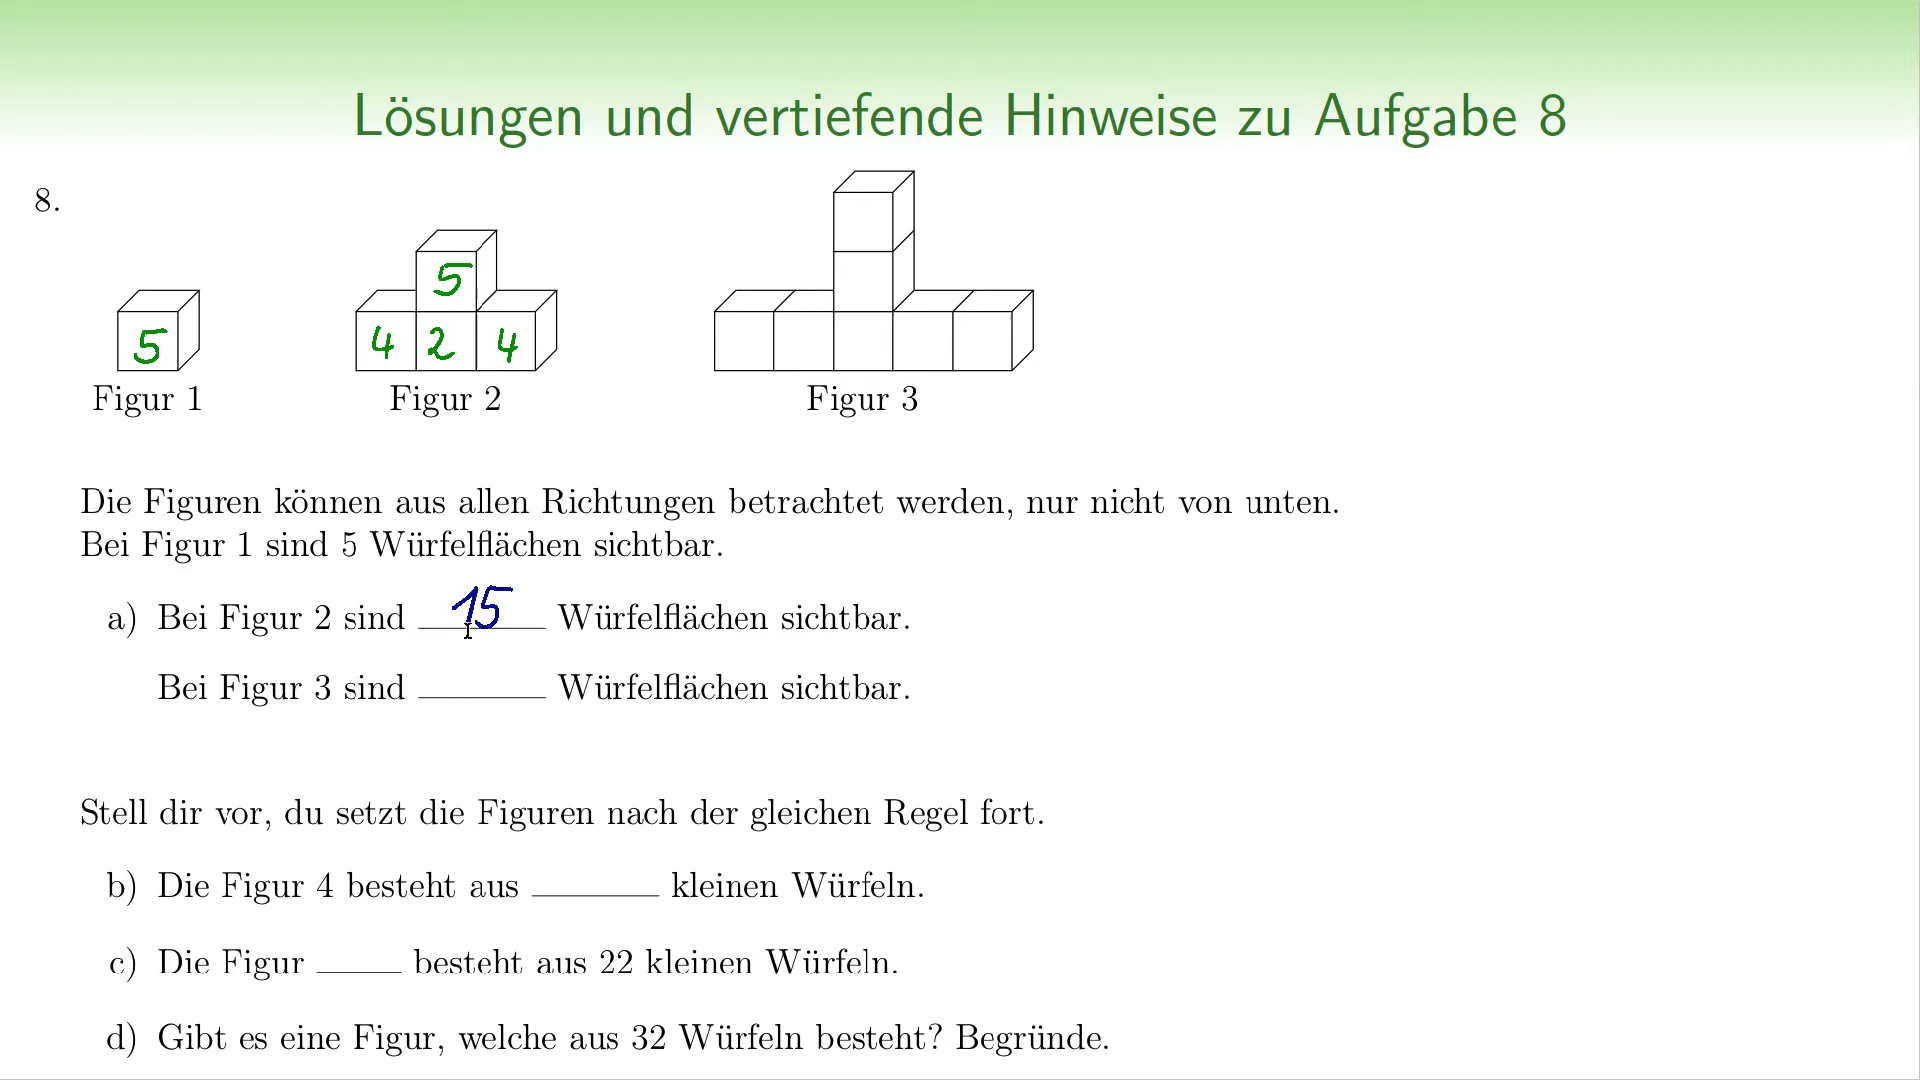 Lösungen und vertiefende Hinweise zu Aufgabe 8
8.
5
5
4 2 4
Figur 1 Figur 2 Figur 3
Die Figuren können aus allen Richtungen betrachtet werden, nur nicht von unten.
Bei Figur 1 sind 5 Würfelflächen sichtbar.
a) Bei Figur 2 sind 15 Würfelflächen sichtbar.
Bei Figur 3 sind ______ Würfelflächen sichtbar.
Stell dir vor, du setzt die Figuren nach der gleichen Regel fort.
b) Die Figur 4 besteht aus ______ kleinen Würfeln.
c) Die Figur ____ besteht aus 22 kleinen Würfeln.
d) Gibt es eine Figur, welche aus 32 Würfeln besteht? Begründe.